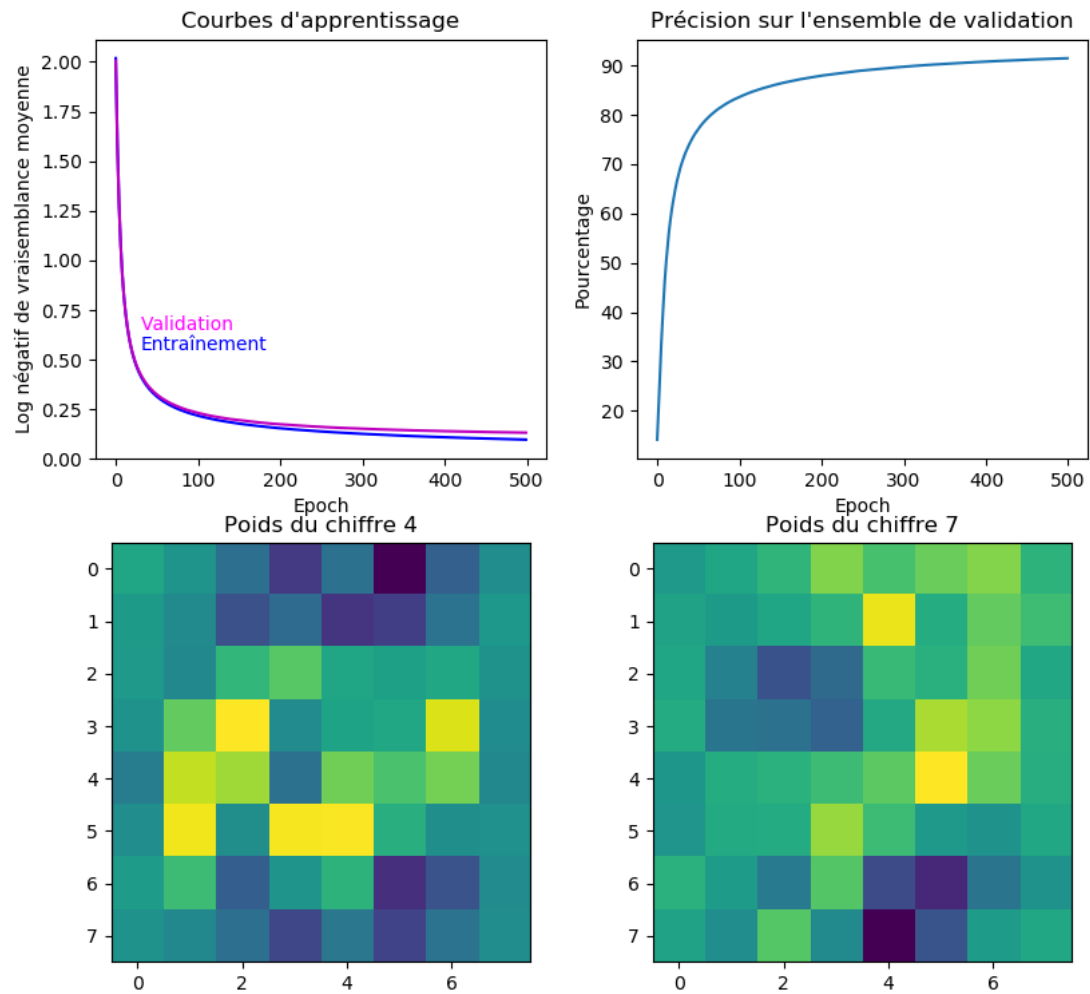 Courbes d'apprentissage
Log négatif de vraisemblance moyenne
2.00
1.75
1.50
1.25
1.00
0.75
0.50
0.25
0.00
Validation
Entraînement
0 100 200 300 400 500
Epoch
Précision sur l'ensemble de validation
Pourcentage
90
80
70
60
50
40
30
20
0 100 200 300 400 500
Epoch
Poids du chiffre 4
0
1
2
3
4
5
6
7
0 2 4 6
Poids du chiffre 7
0
1
2
3
4
5
6
7
0 2 4 6